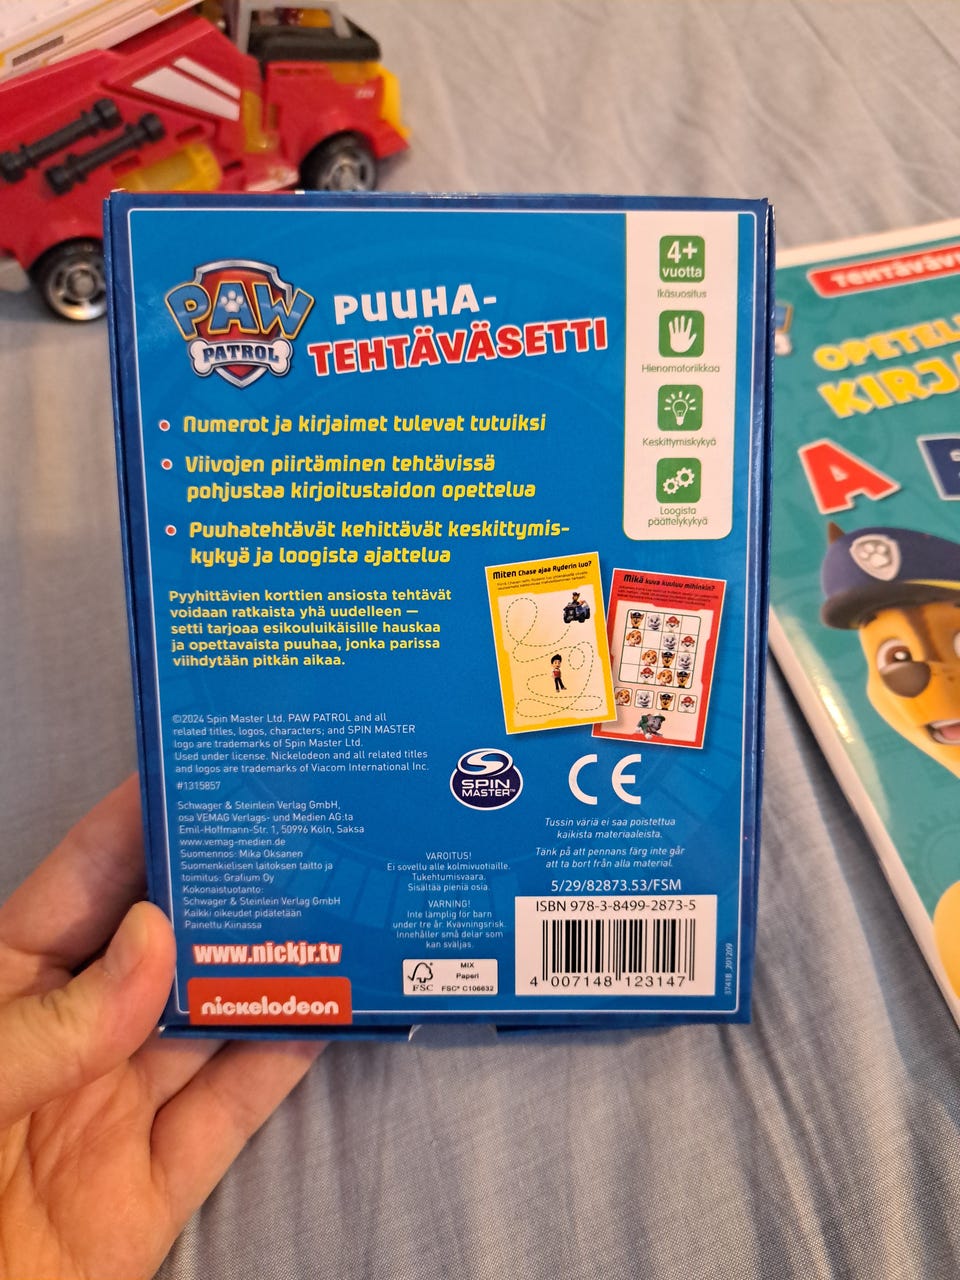 PAW
PATROL
PUUHA-
TEHTÄVÄSETTI
4+
vuotta
Ikäsuositus
Hienomotoriikkaa
Keskittymiskykyä
Loogista
päättelykykyä
• Numerot ja kirjaimet tulevat tutuiksi
• Viivojen piirtäminen tehtävissä
pohjustaa kirjoitustaidon opettelua
• Puuhatehtävät kehittävät keskittymis-
kykyä ja loogista ajattelua
Pyyhittävien korttien ansiosta tehtävät
voidaan ratkaista yhä uudelleen —
setti tarjoaa esikouluikäisille hauskaa
ja opettavaista puuhaa, jonka parissa
viihdytään pitkän aikaa.
Miten Chase ajaa Ryderin luo?
Mikä kuva kuuluu mihinkin?
©2024 Spin Master Ltd. PAW PATROL and all
related titles, logos, characters; and SPIN MASTER
logo are trademarks of Spin Master Ltd.
Used under license. Nickelodeon and all related titles
and logos are trademarks of Viacom International Inc.
#1315857
Schwager & Steinlein Verlag GmbH,
osa VEMAG Verlags- und Medien AG:ta
Emil-Hoffmann-Str. 1, 50996 Köln, Saksa
www.vemag-medien.de
Suomennos: Mika Oksanen
Suomenkielisen laitoksen taitto ja
toimitus: Grafium Oy
Kokonaistuotanto:
Schwager & Steinlein Verlag GmbH
Kaikki oikeudet pidätetään
Painettu Kiinassa
www.nickjr.tv
nickelodeon
SPIN
MASTER™
CE
Tussin väriä ei saa poistettua
kaikista materiaaleista.
Tänk på att pennans färg inte går
att ta bort från alla material.
VAROITUS!
Ei sovellu alle kolmivuotiaille.
Tukehtumisvaara.
Sisältää pieniä osia.
VARNING!
Inte lämplig för barn
under tre år. Kvävningsrisk.
Innehåller små delar som
kan sväljas.
FSC
MIX
Paperi
FSC® C106632
5/29/82873.53/FSM
ISBN 978-3-8499-2873-5
4 007148 123147
37418_201209
OPETEL
KIRJA
A